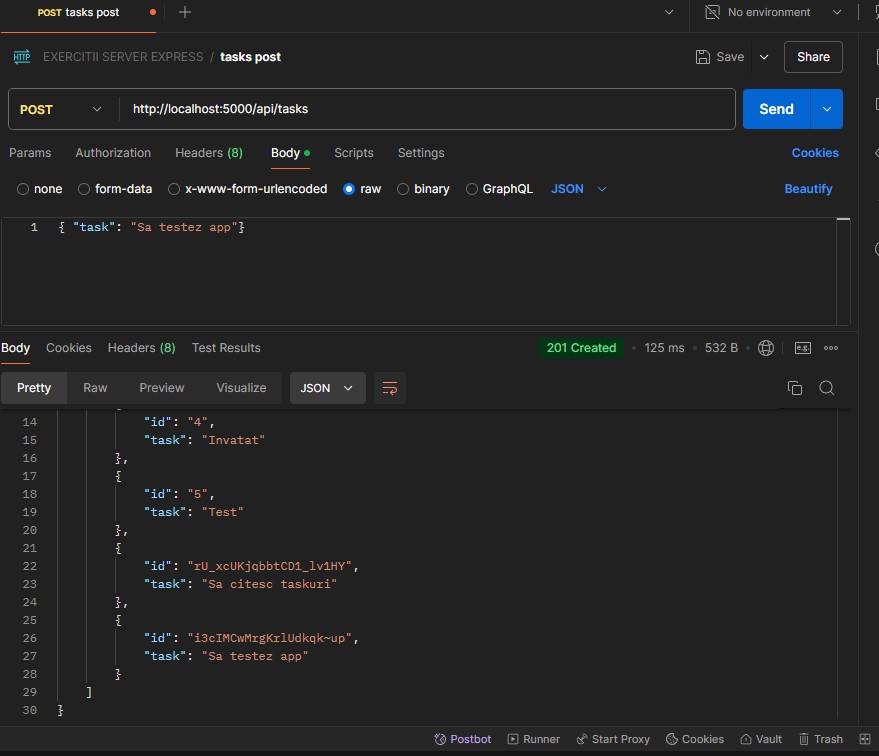 POST tasks post
No environment
HTTP EXERCITII SERVER EXPRESS / tasks post
Save
Share
POST
http://localhost:5000/api/tasks
Send
Params Authorization Headers (8) Body Scripts Settings Cookies
none form-data x-www-form-urlencoded raw binary GraphQL JSON Beautify
1 { "task": "Sa testez app"}
Body Cookies Headers (8) Test Results 201 Created 125 ms 532 B e.g.
Pretty Raw Preview Visualize JSON
14 "id": "4",
15 "task": "Invatat"
16 },
17 {
18 "id": "5",
19 "task": "Test"
20 },
21 {
22 "id": "rU_xcUKjqbbtCD1_lv1HY",
23 "task": "Sa citesc taskuri"
24 },
25 {
26 "id": "i3cIMCwMrgKrlUdkqk~up",
27 "task": "Sa testez app"
28 }
29 ]
30 }
Postbot Runner Start Proxy Cookies Vault Trash